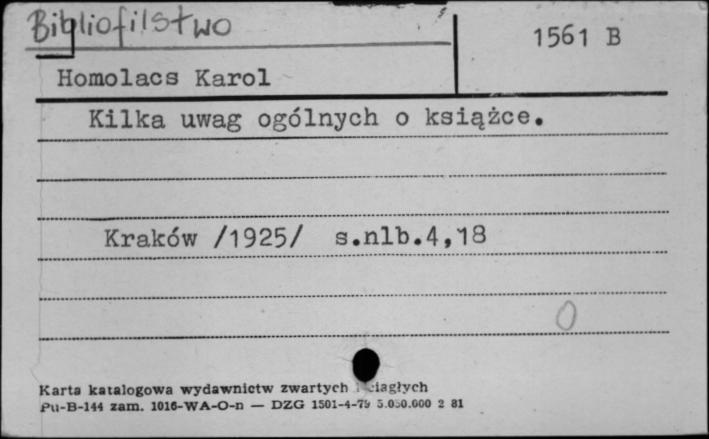 Bibliofilstwo
1561 B
Homolacs Karol
Kilka uwag ogólnych o książce.
Kraków /1925/ s.nlb.4,18
0
Karta katalogowa wydawnictw zwartych i ciągłych
Pu-B-144 zam. 1016-WA-O-n — DZG 1501-4-79 5.050.000 2 81